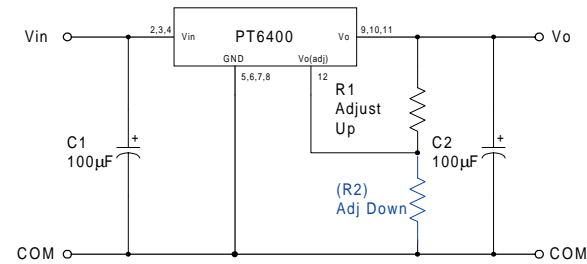 2,3,4
PT6400
9,10,11
Vin
Vin
Vo
Vo
GND
Vo(adj)
5,6,7,8
12
R1
Adjust
Up
C1
100µF
+
C2
100µF
+
(R2)
Adj Down
COM
COM